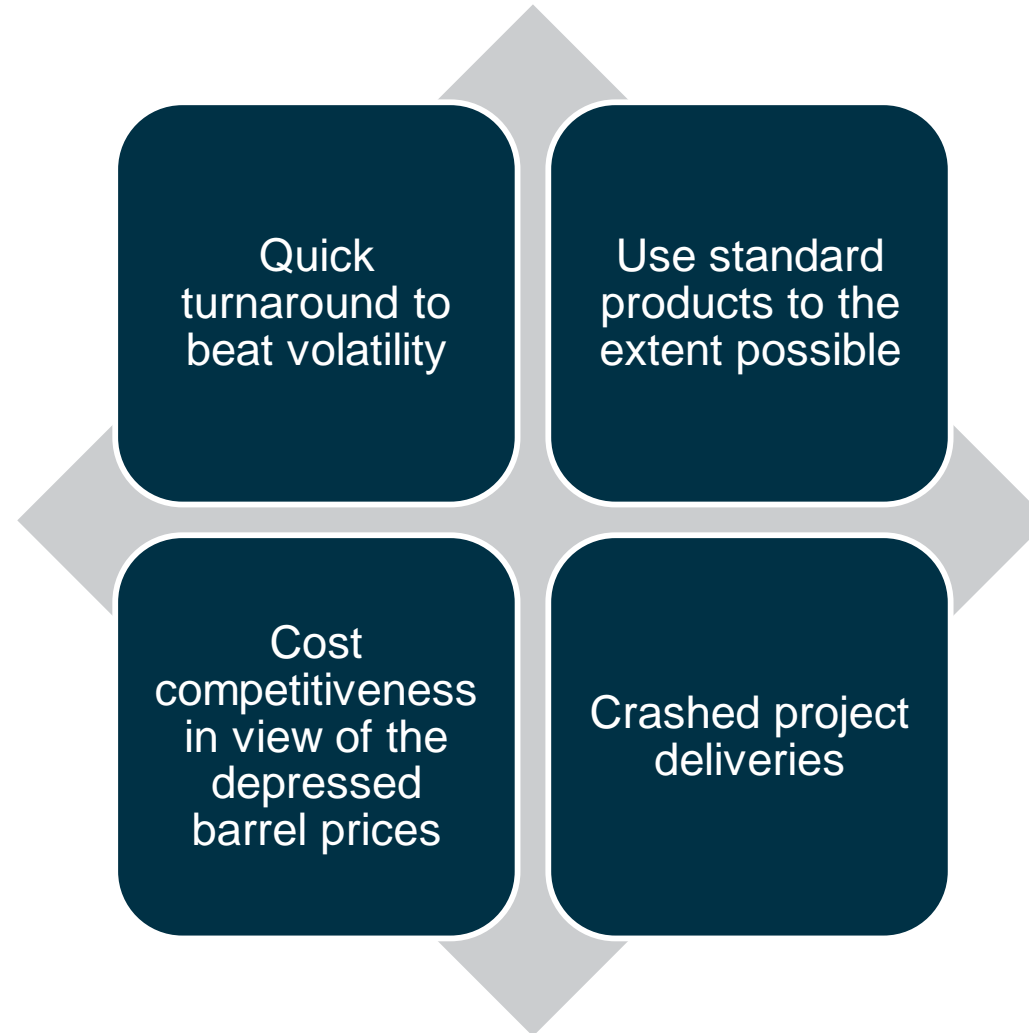 Quick
turnaround to
beat volatility
Use standard
products to the
extent possible
Cost
competitiveness
in view of the
depressed
barrel prices
Crashed project
deliveries